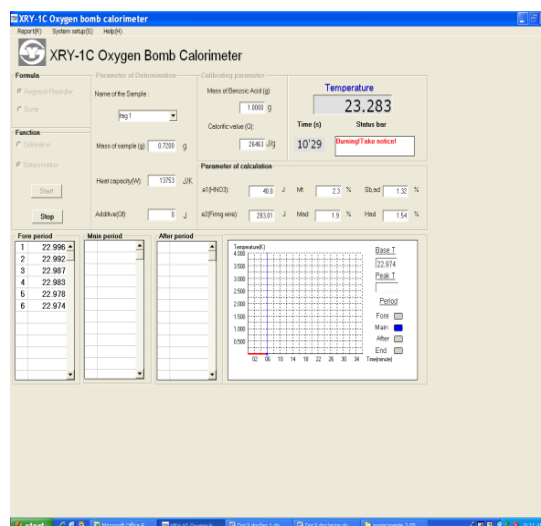 XRY-1C Oxygen bomb calorimeter
Report(R) System setup(S) Help(H)
XRY-1C Oxygen Bomb Calorimeter
Formula
Regnault-Pfaundler
Bunte
Function
Calibration
Determination
Start
Stop
Parameter of Determination
Name of the Sample :
Mass of sample (g): 0.7200 g
Heat capacity(W): 13753 J/K
Additive(Qf): 0 J
Calibrating parameter
Mass of Benzoic Acid (g):
1.0000 g
Calorific value (Q):
26463 J/g
Temperature
23.283
Time (s) Status bar
10'29 Burning!Take notice!
Parameter of calculation
e1(HNO3): 40.8 J Mt 2.3 % Sb,ad 1.32 %
e2(Firing wire): 283.01 J Mad 1.9 % Had 1.54 %
Fore period Main period After period
1 22.996
2 22.992
3 22.987
4 22.983
5 22.978
6 22.974
Temperature(K)
4.000
3.500
3.000
2.500
2.000
1.500
1.000
0.500
02 06 10 14 18 22 26 30 34 Time(minute)
Base T
22.974
Peak T
Period
Fore
Main
After
End
start